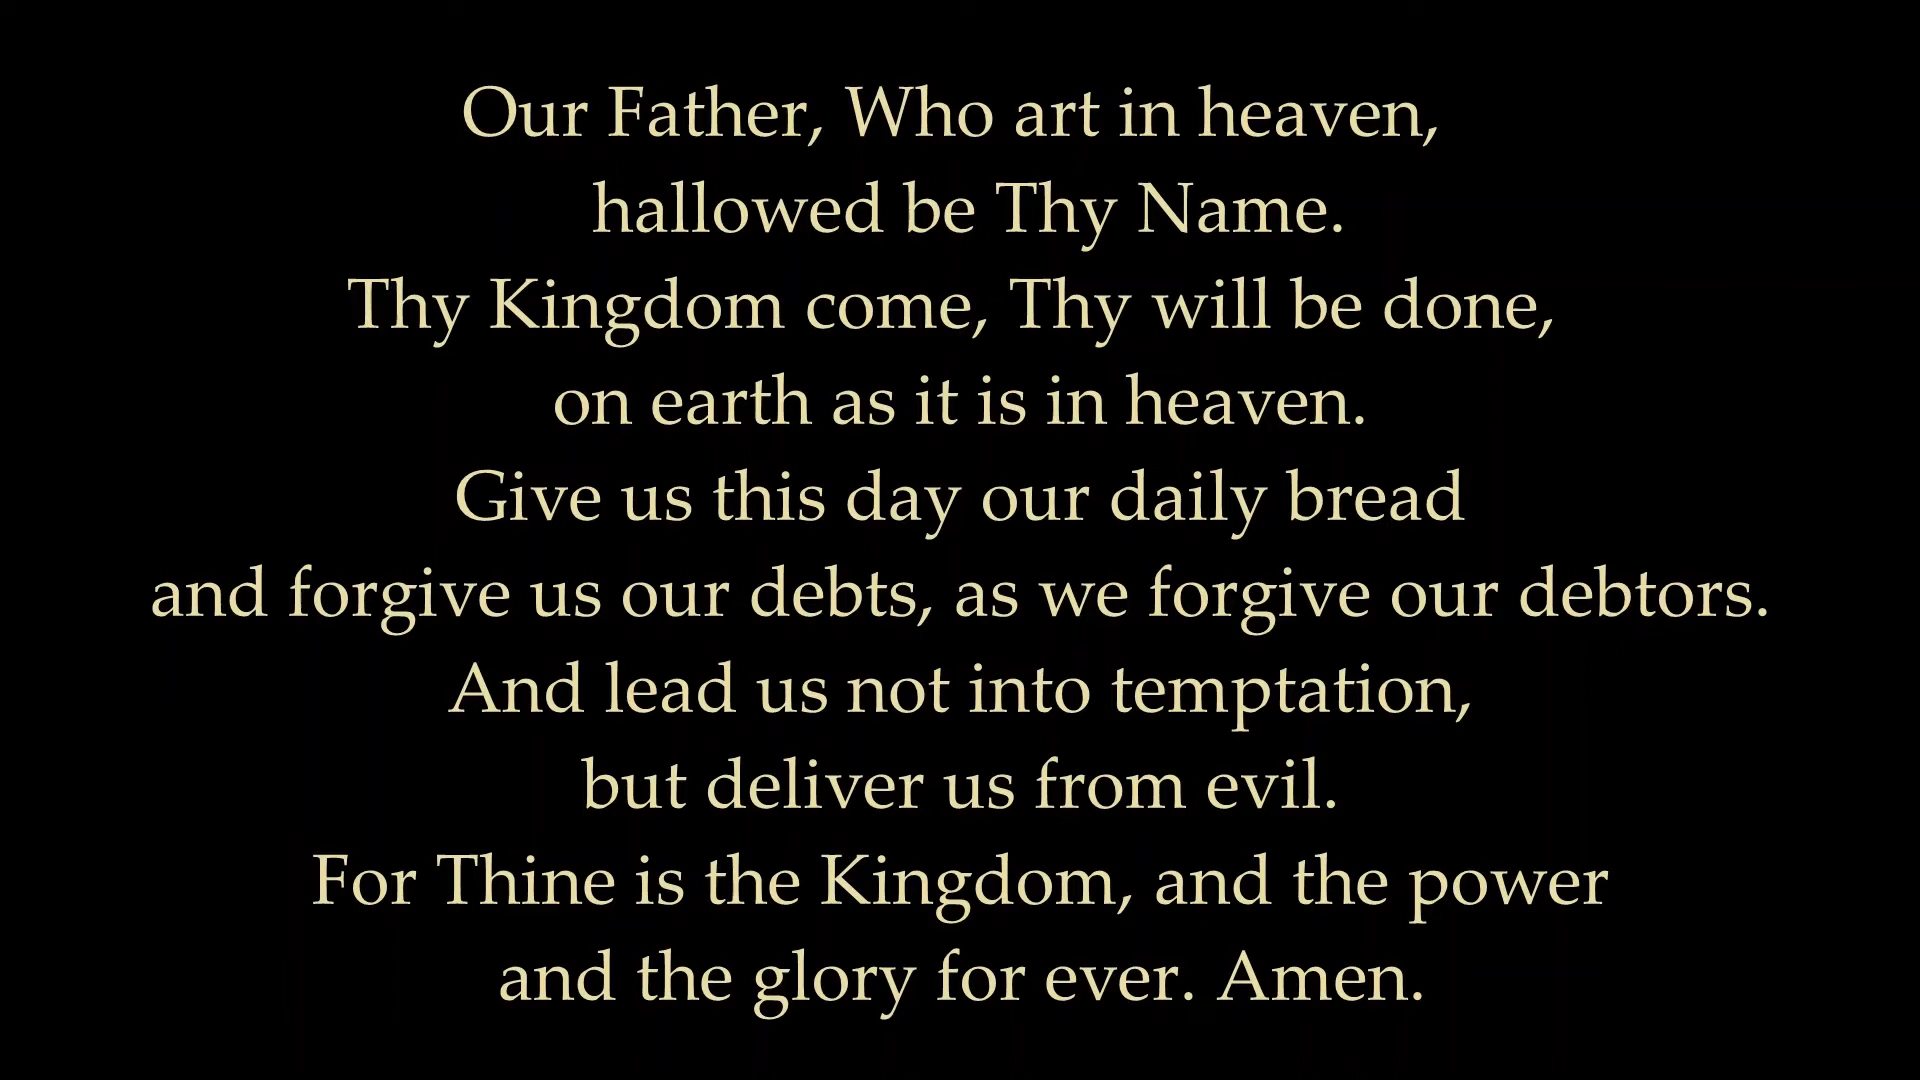 Our Father, Who art in heaven,
hallowed be Thy Name.
Thy Kingdom come, Thy will be done,
on earth as it is in heaven.
Give us this day our daily bread
and forgive us our debts, as we forgive our debtors.
And lead us not into temptation,
but deliver us from evil.
For Thine is the Kingdom, and the power
and the glory for ever. Amen.